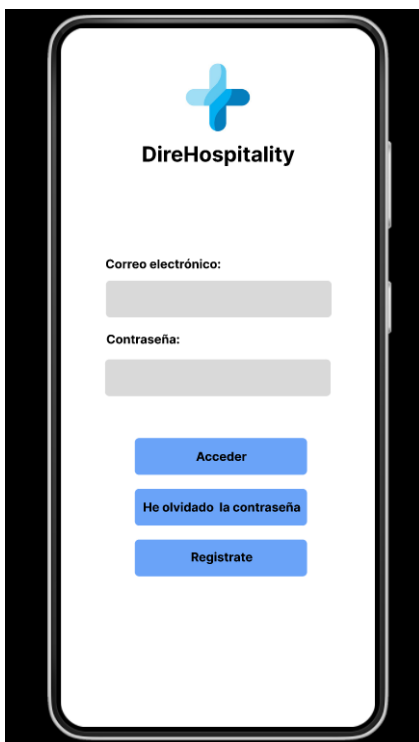 DireHospitality
Correo electrónico:
Contraseña:
Acceder
He olvidado la contraseña
Registrate